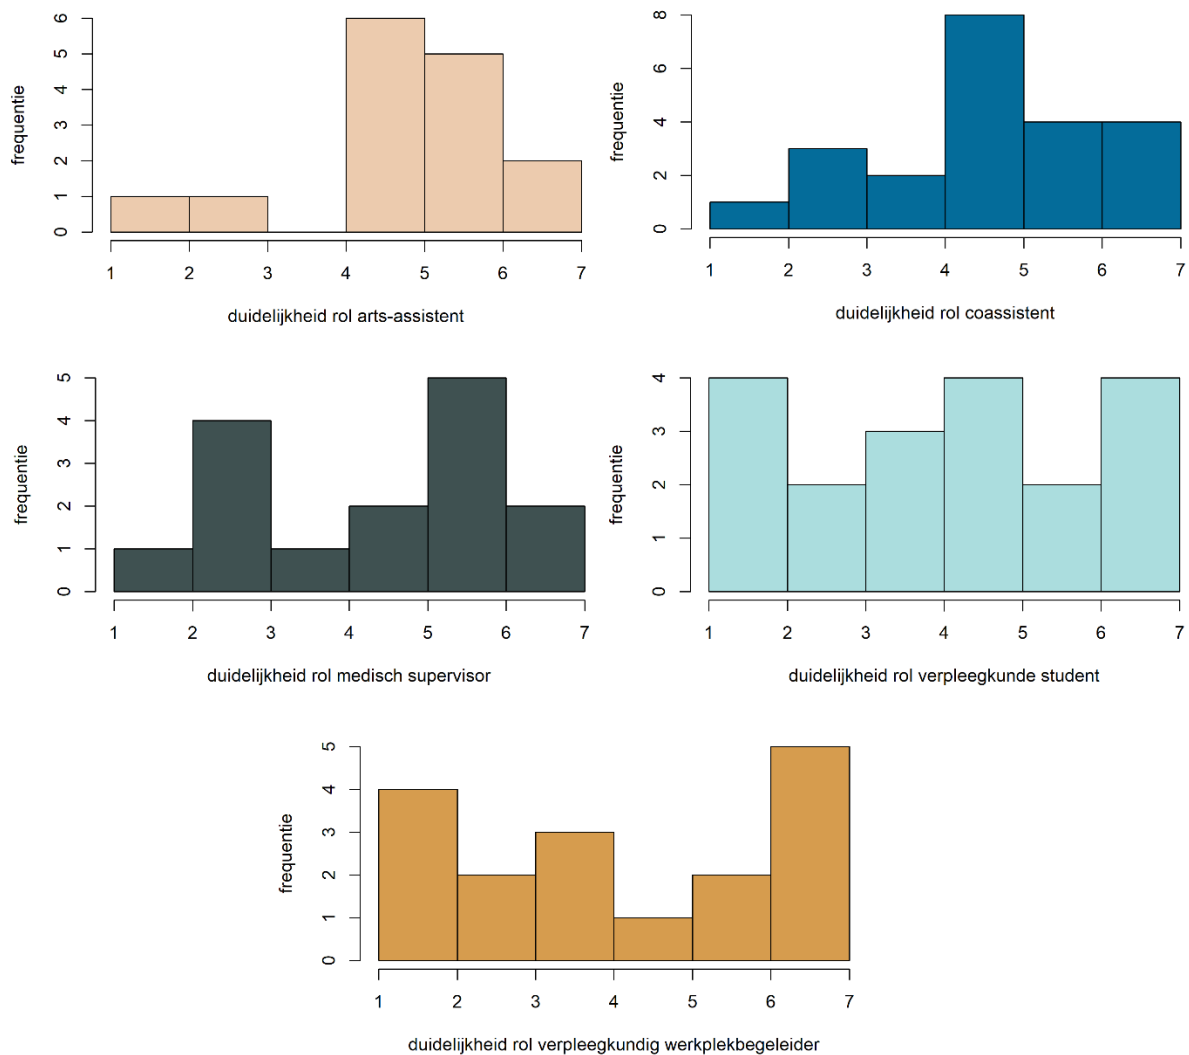 frequentie
0 1 2 3 4 5 6
1 2 3 4 5 6 7
duidelijkheid rol arts-assistent
frequentie
0 2 4 6 8
1 2 3 4 5 6 7
duidelijkheid rol coassistent
frequentie
0 1 2 3 4 5
1 2 3 4 5 6 7
duidelijkheid rol medisch supervisor
frequentie
0 1 2 3 4
1 2 3 4 5 6 7
duidelijkheid rol verpleegkunde student
frequentie
0 1 2 3 4 5
1 2 3 4 5 6 7
duidelijkheid rol verpleegkundig werkplekbegeleider